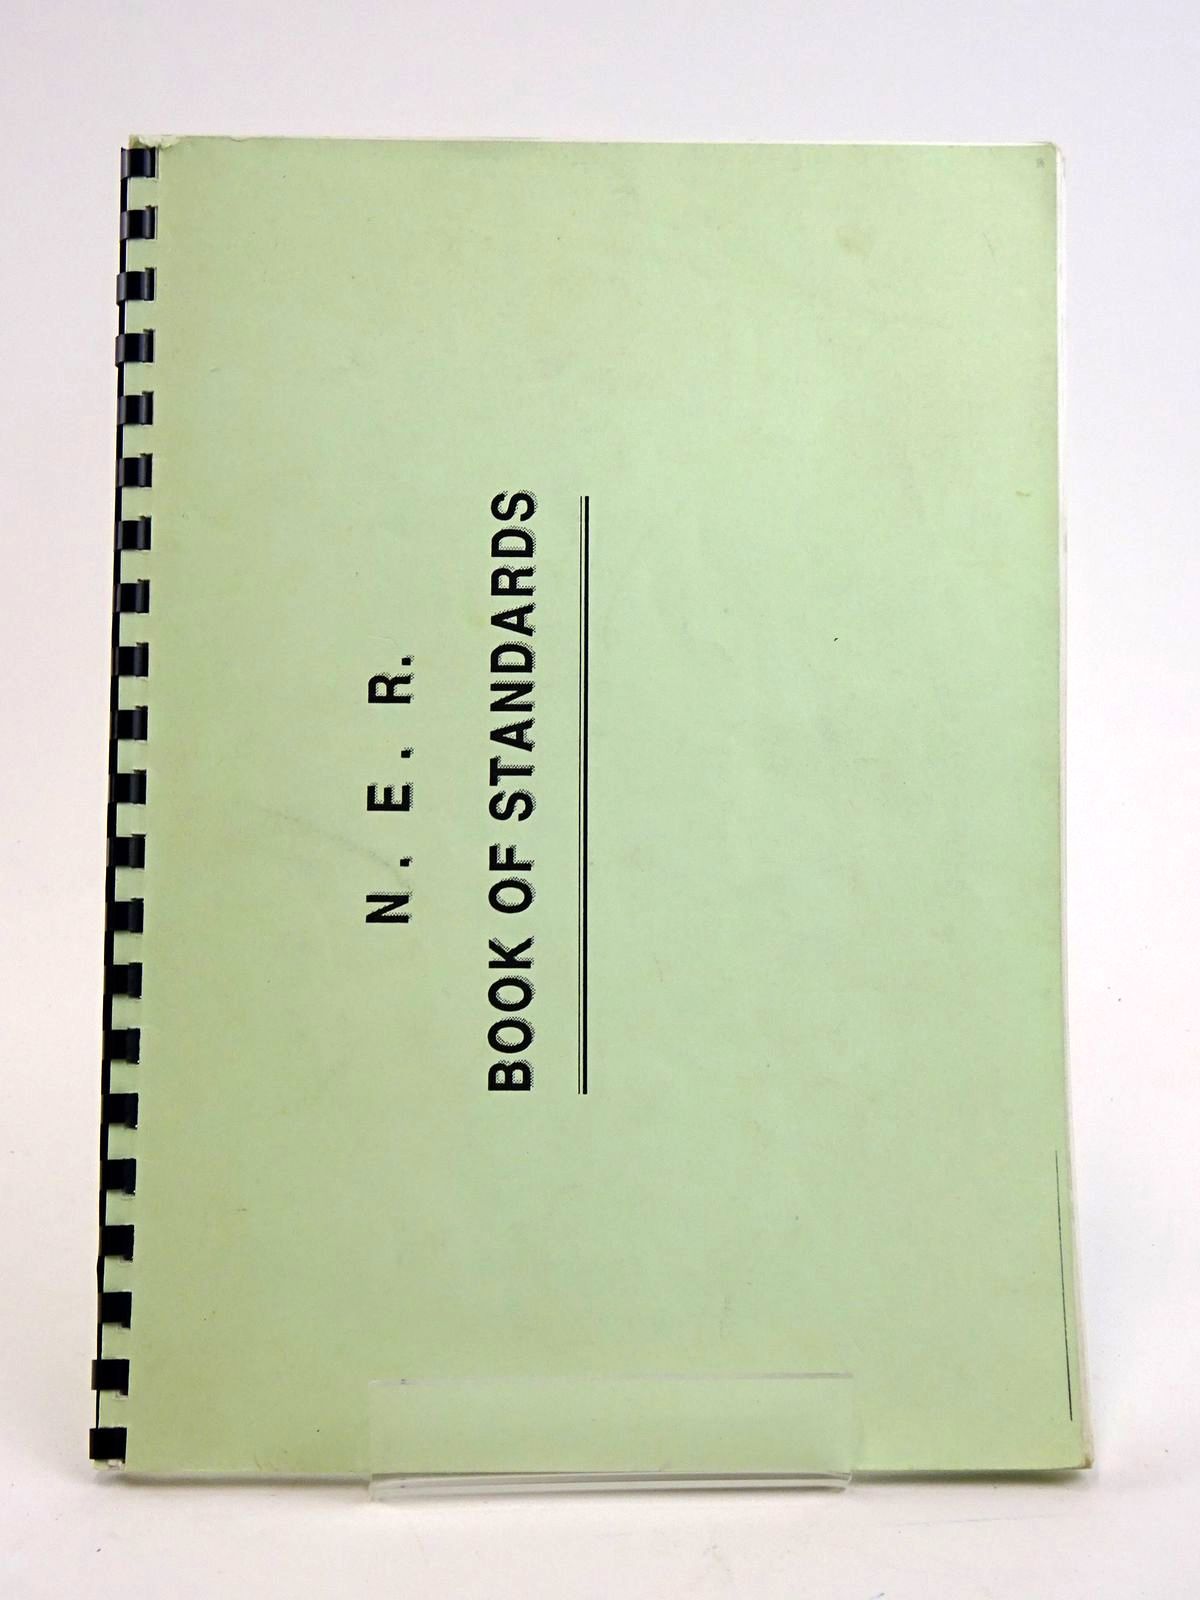 N . E . R.
BOOK OF STANDARDS